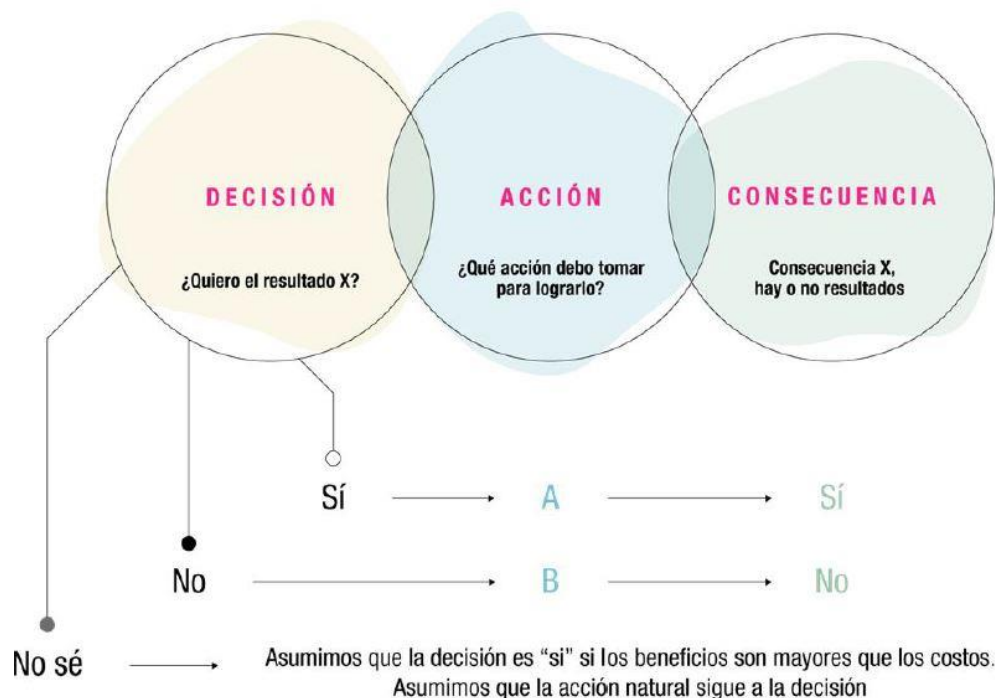 DECISIÓN
¿Quiero el resultado X?
ACCIÓN
¿Qué acción debo tomar
para lograrlo?
CONSECUENCIA
Consecuencia X,
hay o no resultados
Sí A Sí
No B No
No sé Asumimos que la decisión es “si” si los beneficios son mayores que los costos.
Asumimos que la acción natural sigue a la decisión